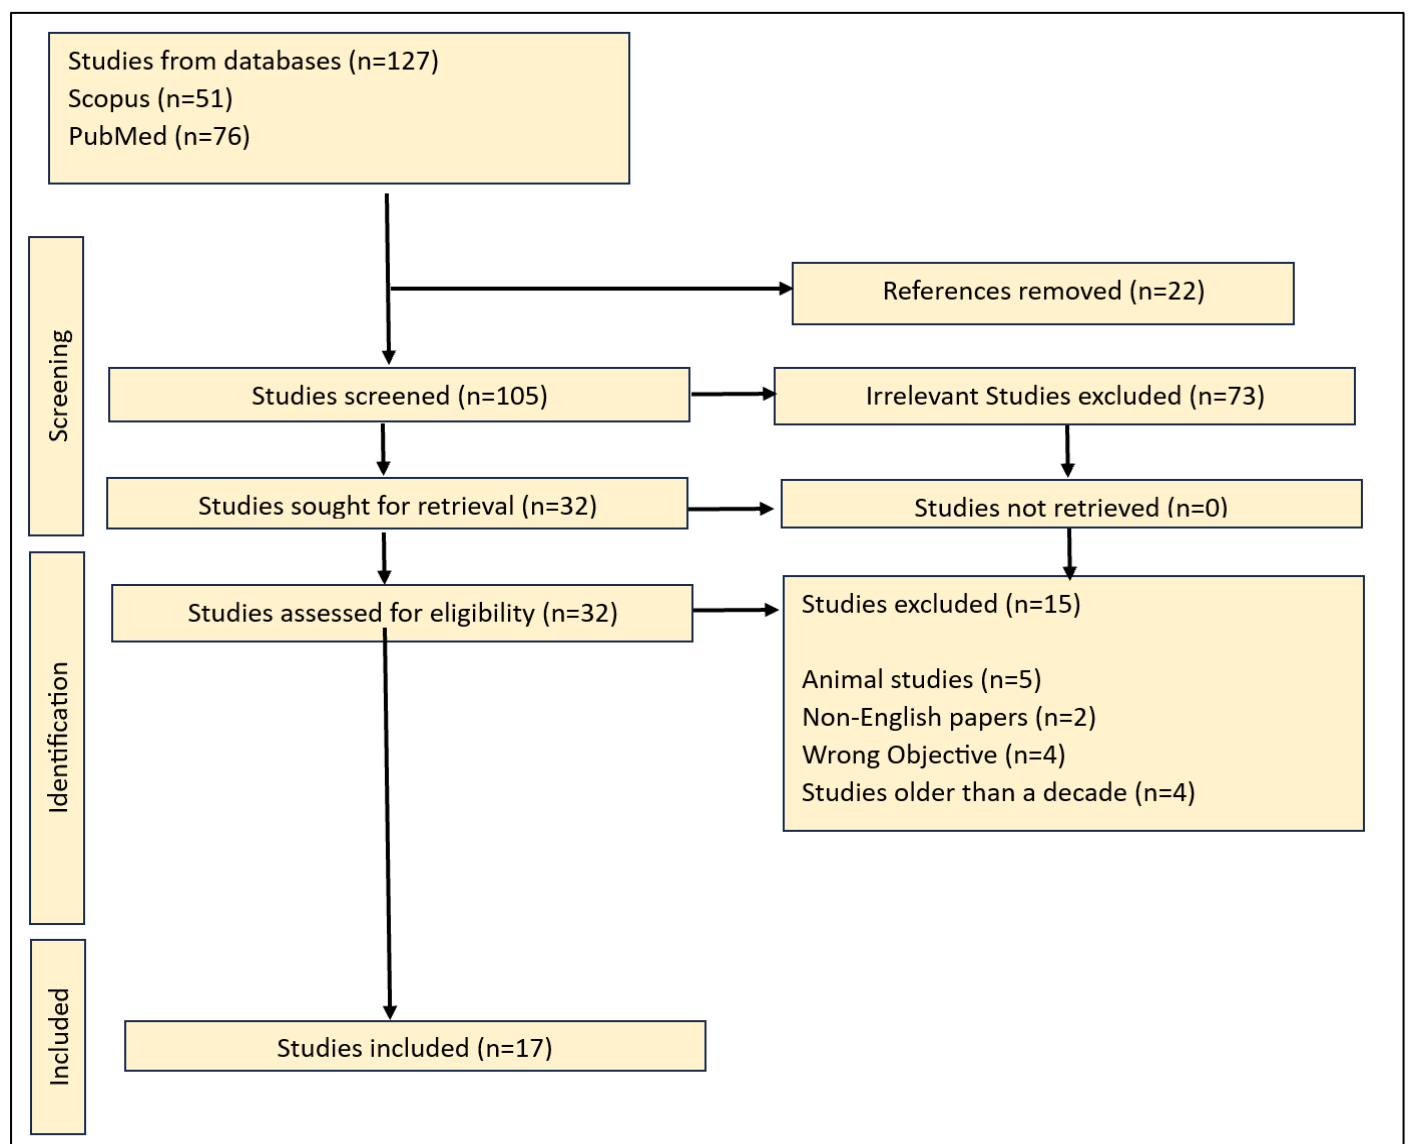 Studies from databases (n=127)
Scopus (n=51)
PubMed (n=76)
Screening
References removed (n=22)
Studies screened (n=105)
Irrelevant Studies excluded (n=73)
Studies sought for retrieval (n=32)
Studies not retrieved (n=0)
Identification
Studies assessed for eligibility (n=32)
Studies excluded (n=15)
Animal studies (n=5)
Non-English papers (n=2)
Wrong Objective (n=4)
Studies older than a decade (n=4)
Included
Studies included (n=17)